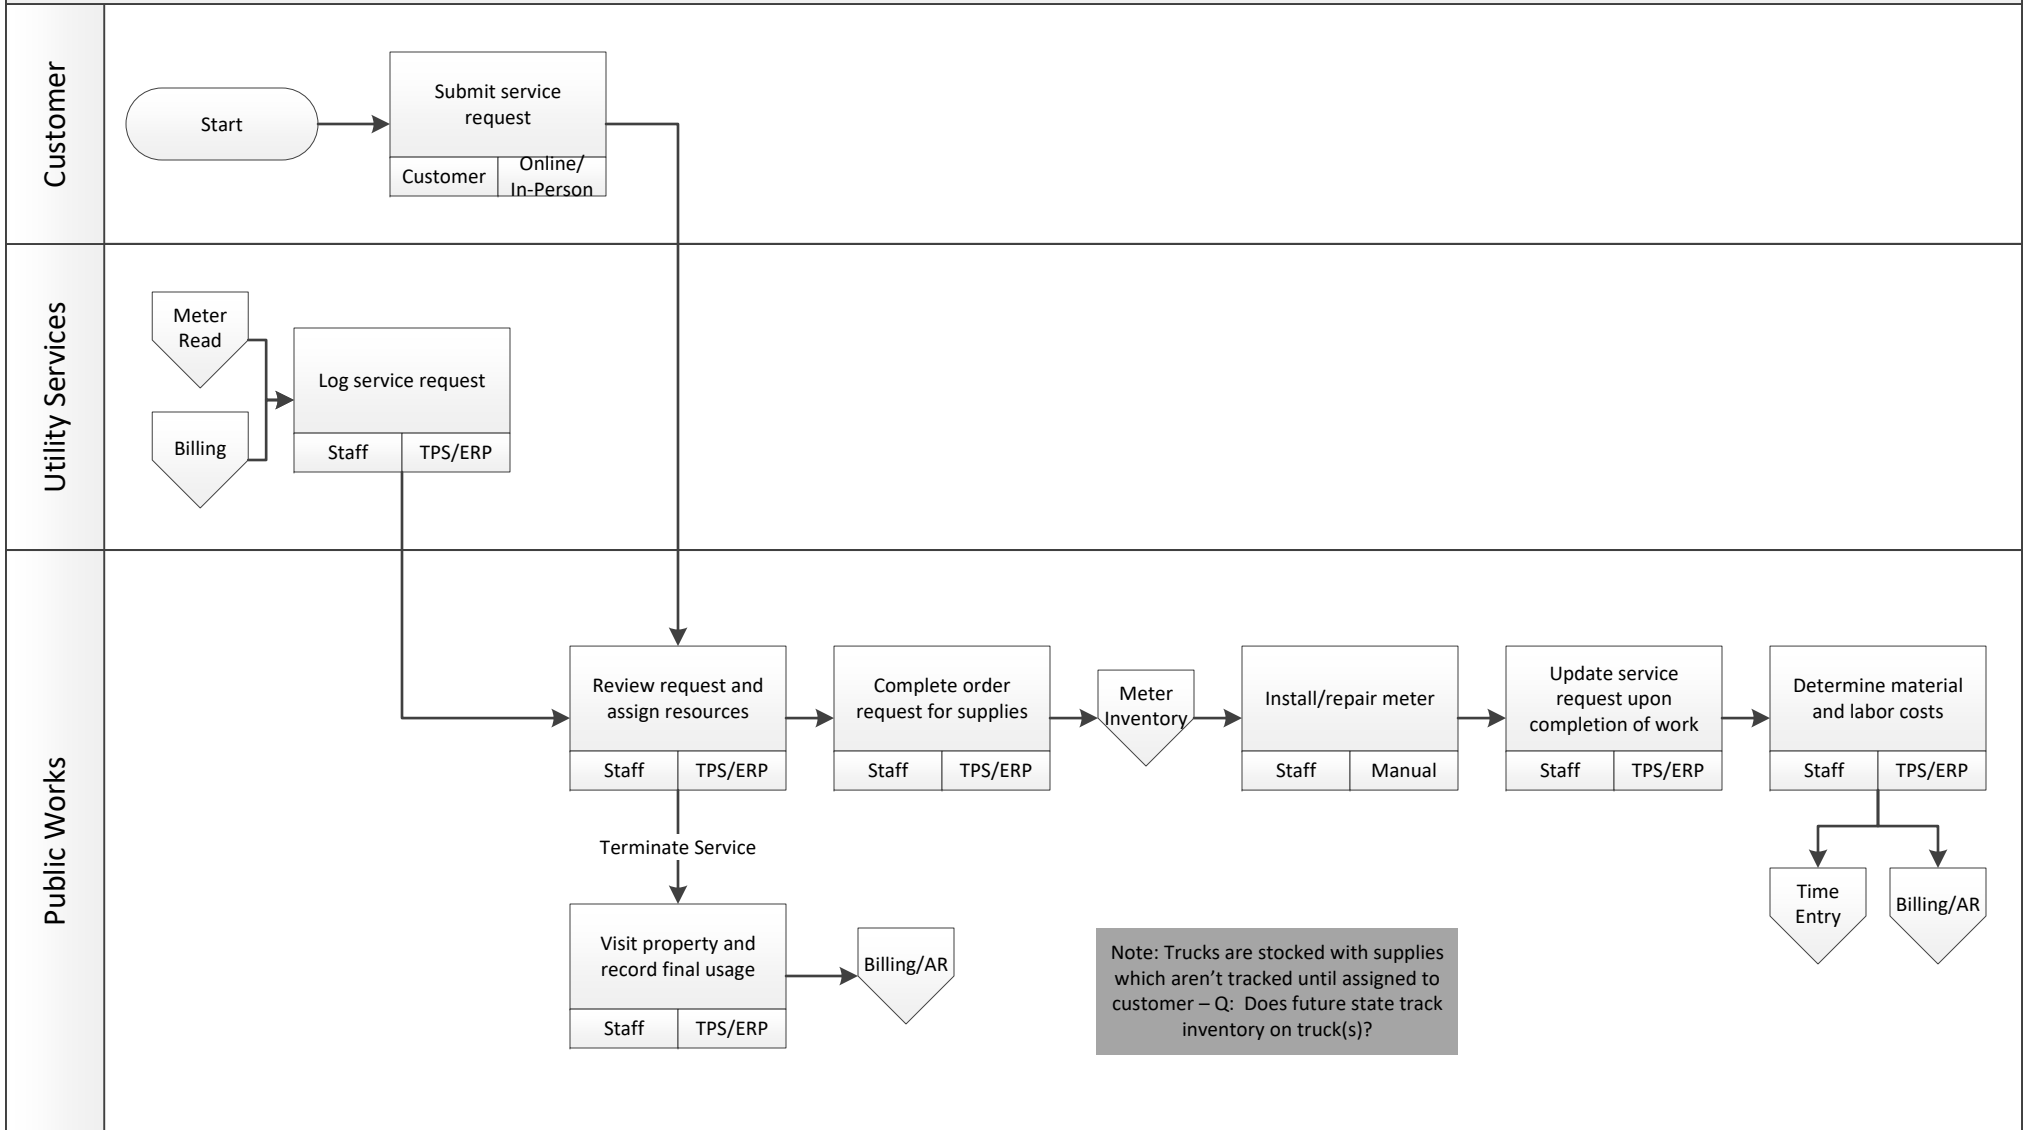 Customer
Start
Submit service
request
Customer
Online/
In-Person
Utility Services
Meter
Read
Billing
Log service request
Staff
TPS/ERP
Public Works
Review request and
assign resources
Staff
TPS/ERP
Complete order
request for supplies
Staff
TPS/ERP
Meter
Inventory
Install/repair meter
Staff
Manual
Update service
request upon
completion of work
Staff
TPS/ERP
Determine material
and labor costs
Staff
TPS/ERP
Terminate Service
Visit property and
record final usage
Staff
TPS/ERP
Billing/AR
Note: Trucks are stocked with supplies
which aren’t tracked until assigned to
customer – Q:  Does future state track
inventory on truck(s)?
Time
Entry
Billing/AR